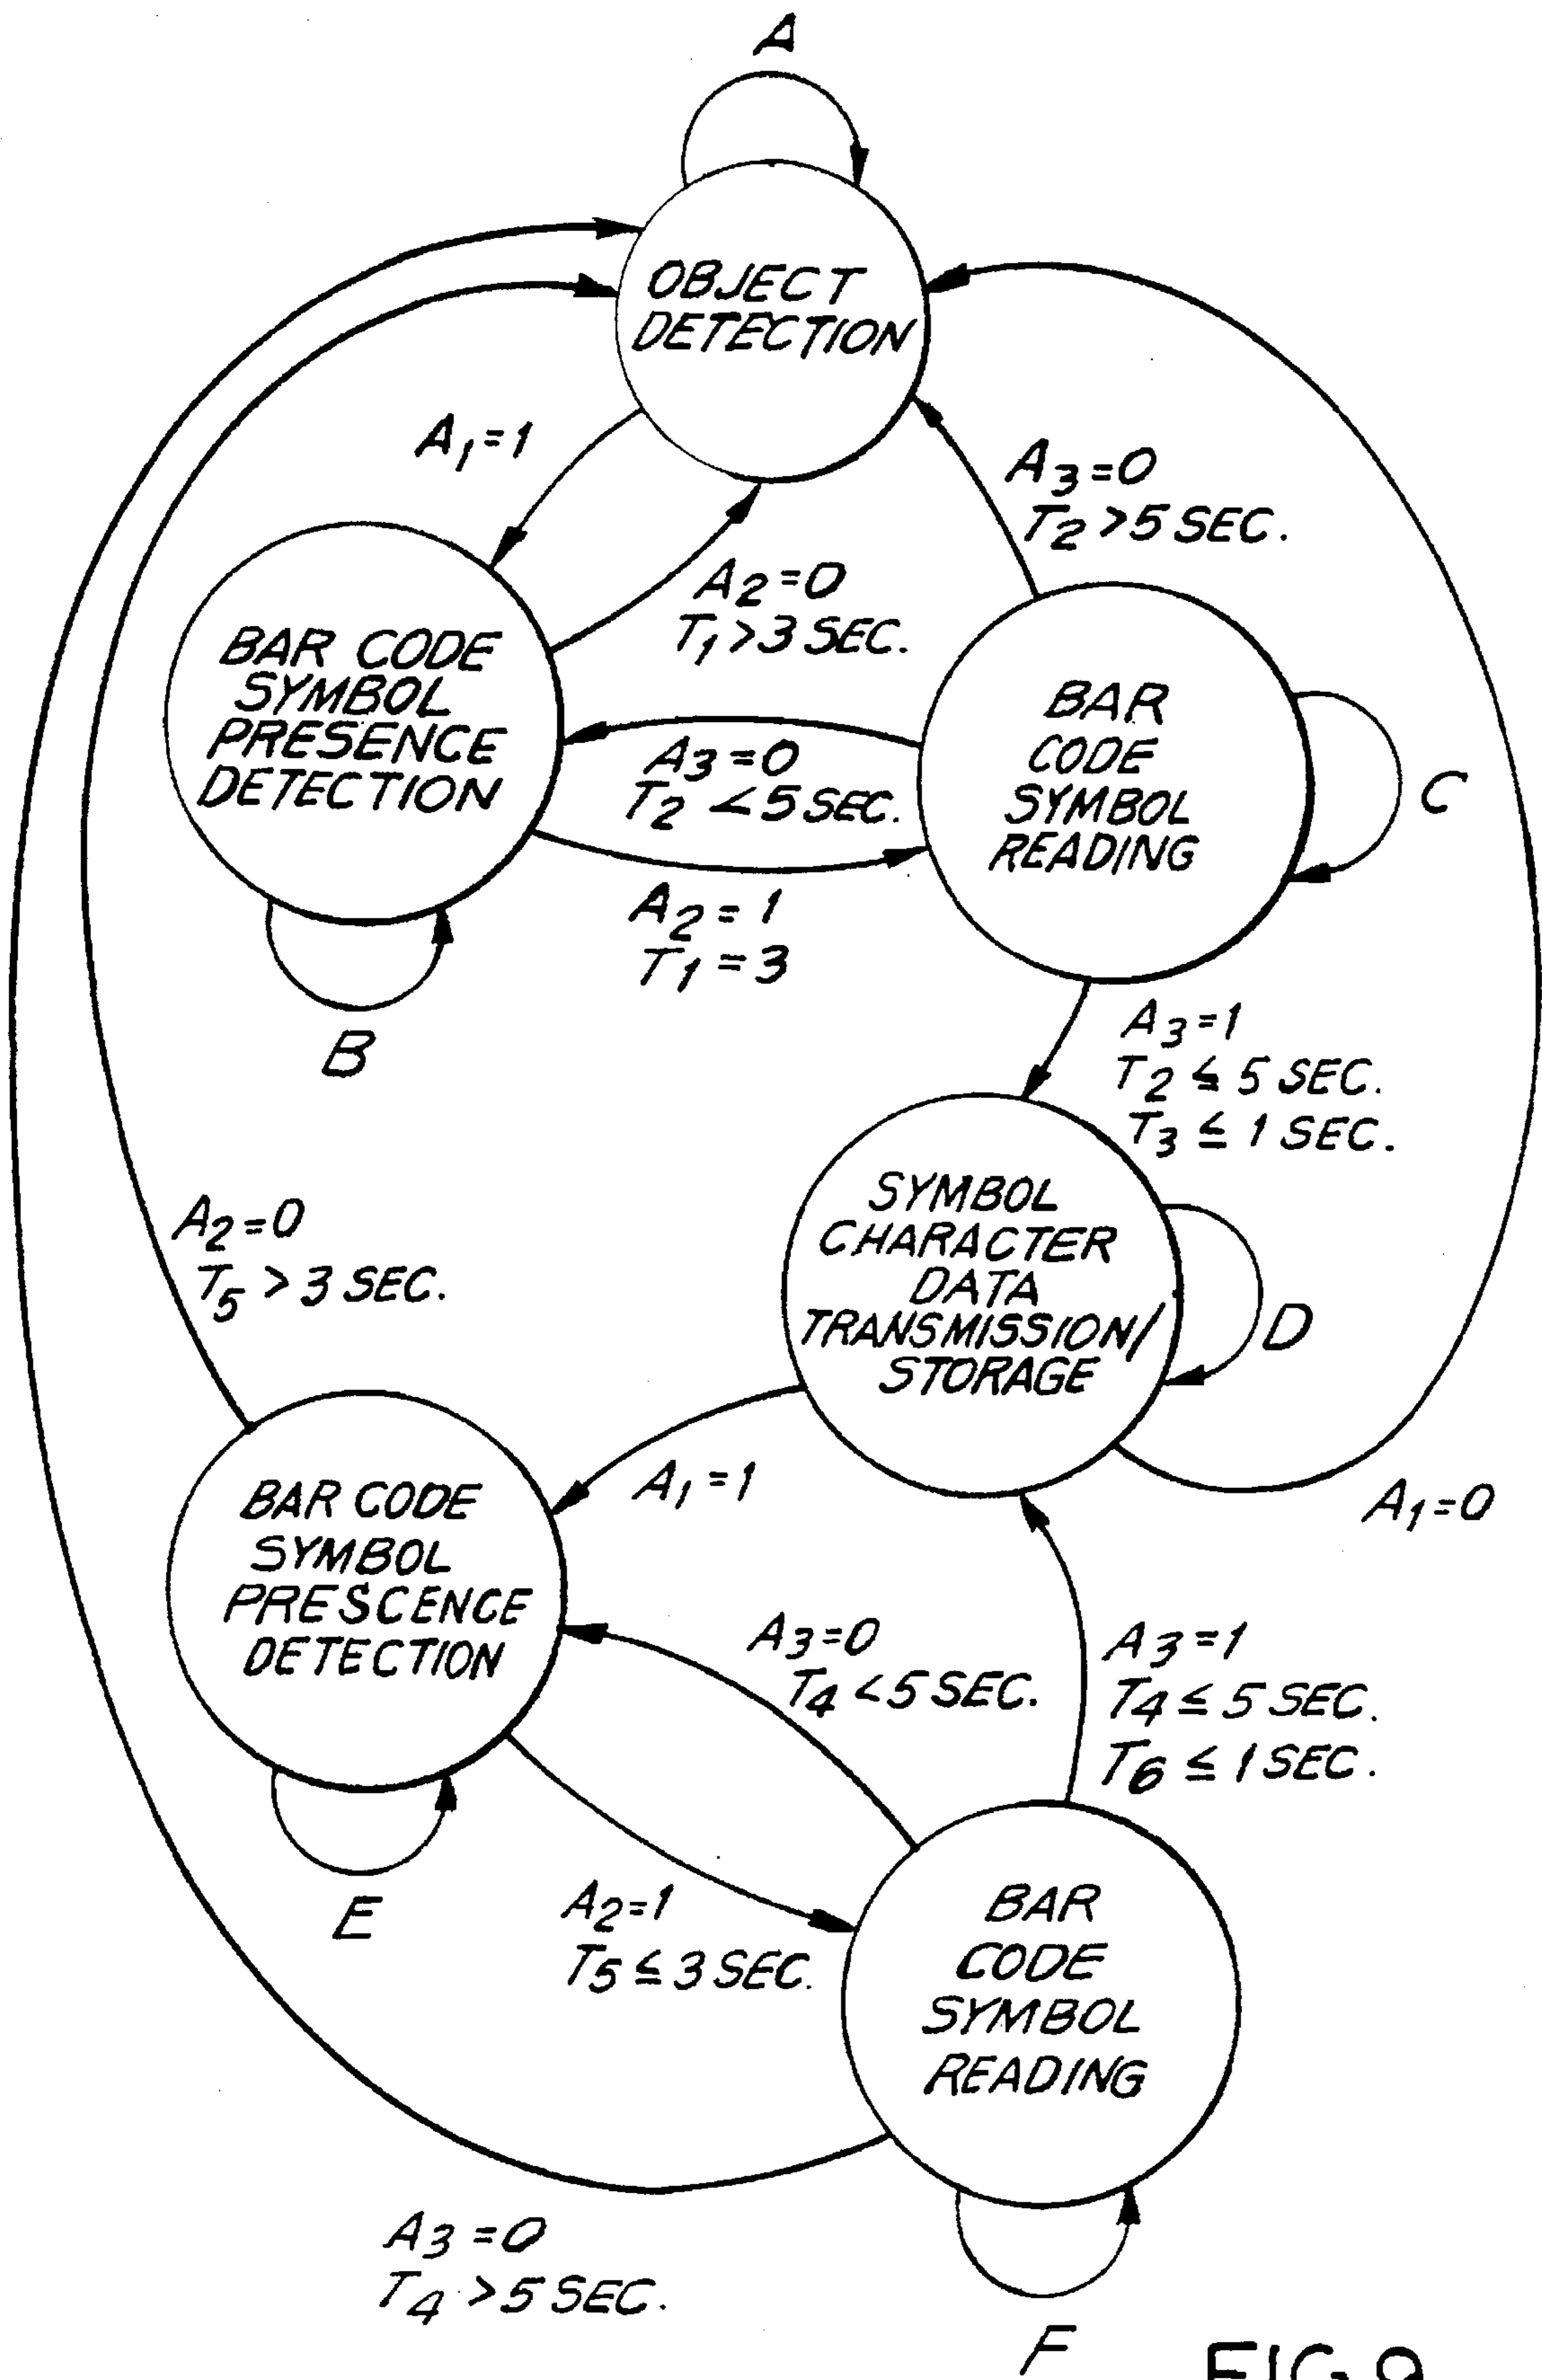 A
OBJECT
DETECTION
A1=1
A3=0
T2>5 SEC.
A2=0
T1>3 SEC.
BAR CODE
SYMBOL
PRESENCE
DETECTION
BAR
CODE
SYMBOL
READING
A3=0
T2<5 SEC.
C
A2=1
T1=3
B
A3=1
T2≦5 SEC.
T3≦1 SEC.
SYMBOL
CHARACTER
DATA
TRANSMISSION/
STORAGE
D
A2=0
T5>3 SEC.
A1=1
A1=0
BAR CODE
SYMBOL
PRESCENCE
DETECTION
A3=0
T4<5 SEC.
A3=1
T4≤5 SEC.
T6≤1 SEC.
E
A2=1
T5≤3 SEC.
BAR
CODE
SYMBOL
READING
A3=0
T4>5 SEC.
F
FIG.9